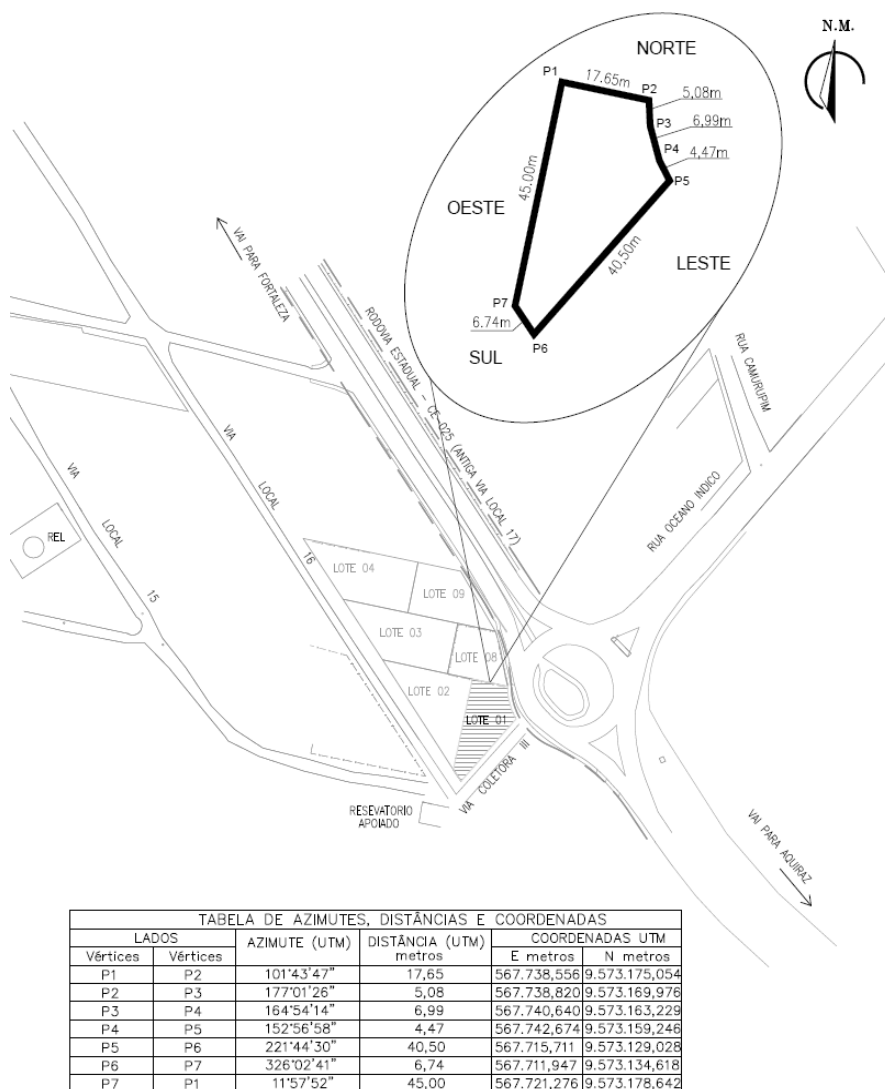 N.M.
NORTE
P1
17.65m
P2
5,08m
P3
6,99m
P4
4,47m
P5
45.00m
OESTE
40,50m
LESTE
P7
6.74m
P6
SUL
VAI PARA FORTALEZA
RODOVIA ESTADUAL - CE 025 (ANTIGA VIA LOCAL 17)
RUA CAMURUPIM
RUA OCEANO INDICO
VIA LOCAL 16
VIA LOCAL 15
REL
LOTE 04
LOTE 09
LOTE 03
LOTE 08
LOTE 02
LOTE 01
VIA COLETORA III
RESEVATORIO
APOIADO
VAI PARA AQUIRAZ
TABELA DE AZIMUTES, DISTÂNCIAS E COORDENADAS
LADOS AZIMUTE (UTM) DISTÂNCIA (UTM) metros COORDENADAS UTM
Vértices Vértices E metros N metros
P1 P2 101°43'47" 17,65 567.738,556 9.573.175,054
P2 P3 177°01'26" 5,08 567.738,820 9.573.169,976
P3 P4 164°54'14" 6,99 567.740,640 9.573.163,229
P4 P5 152°56'58" 4,47 567.742,674 9.573.159,246
P5 P6 221°44'30" 40,50 567.715,711 9.573.129,028
P6 P7 326°02'41" 6,74 567.711,947 9.573.134,618
P7 P1 11°57'52" 45,00 567.721,276 9.573.178,642